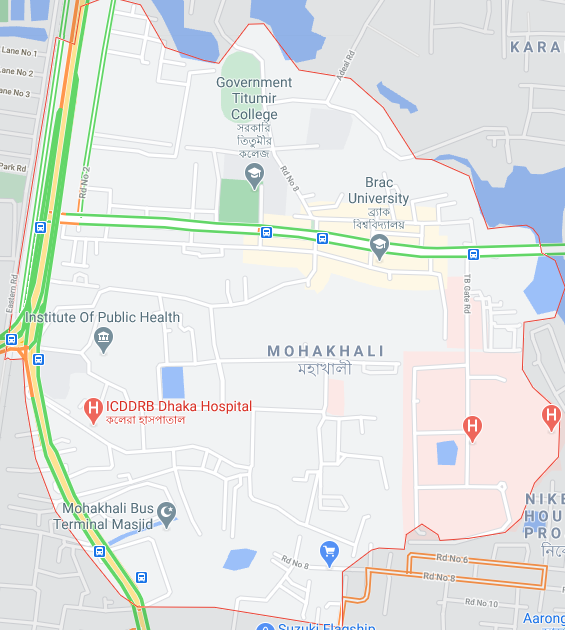 Lane No 1
Lane No 2
Lane No 3
Park Rd
Rd No 2
Eastern Rd
Adeal Rd
KARA
Government
Titumir
College
সরকারি
তিতুমীর
কলেজ
Rd No 8
Brac
University
ব্র্যাক
বিশ্ববিদ্যালয়
TB Gate Rd
Institute Of Public Health
MOHAKHALI
মহাখালী
H
ICDDRB Dhaka Hospital
কলেরা হাসপাতাল
H
H
Mohakhali Bus
Terminal Masjid
NIKE
HOU
PRO
নিকে
Rd No 8
Rd No 6
Rd No 8
Rd No 10
Aarong
Suzuki Flagship